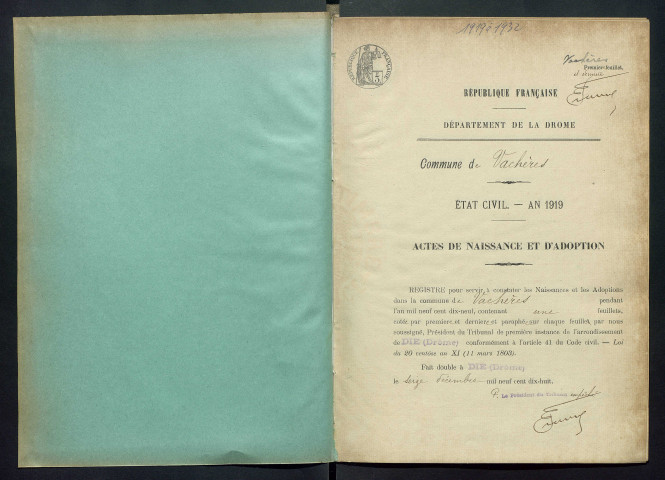 1919 à 1932
Vachères
Premier feuillet,
et dernier
RÉPUBLIQUE FRANÇAISE
DÉPARTEMENT DE LA DROME
Commune de Vachères
ÉTAT CIVIL. — AN 1919
ACTES DE NAISSANCE ET D'ADOPTION
REGISTRE pour servir à constater les Naissances et les Adoptions
dans la commune de Vachères pendant
l'an mil neuf cent dix-neuf, contenant une feuillets,
coté par premier et dernier et paraphé sur chaque feuillet, par nous
soussigné, Président du Tribunal de première instance de l'arrondissement
de DIE (Drôme) conformément à l'article 41 du Code civil. — Loi
du 20 ventôse an XI (11 mars 1803).
Fait double à DIE (Drôme)
le seize décembre mil neuf cent dix-huit.
P. Le Président du Tribunal